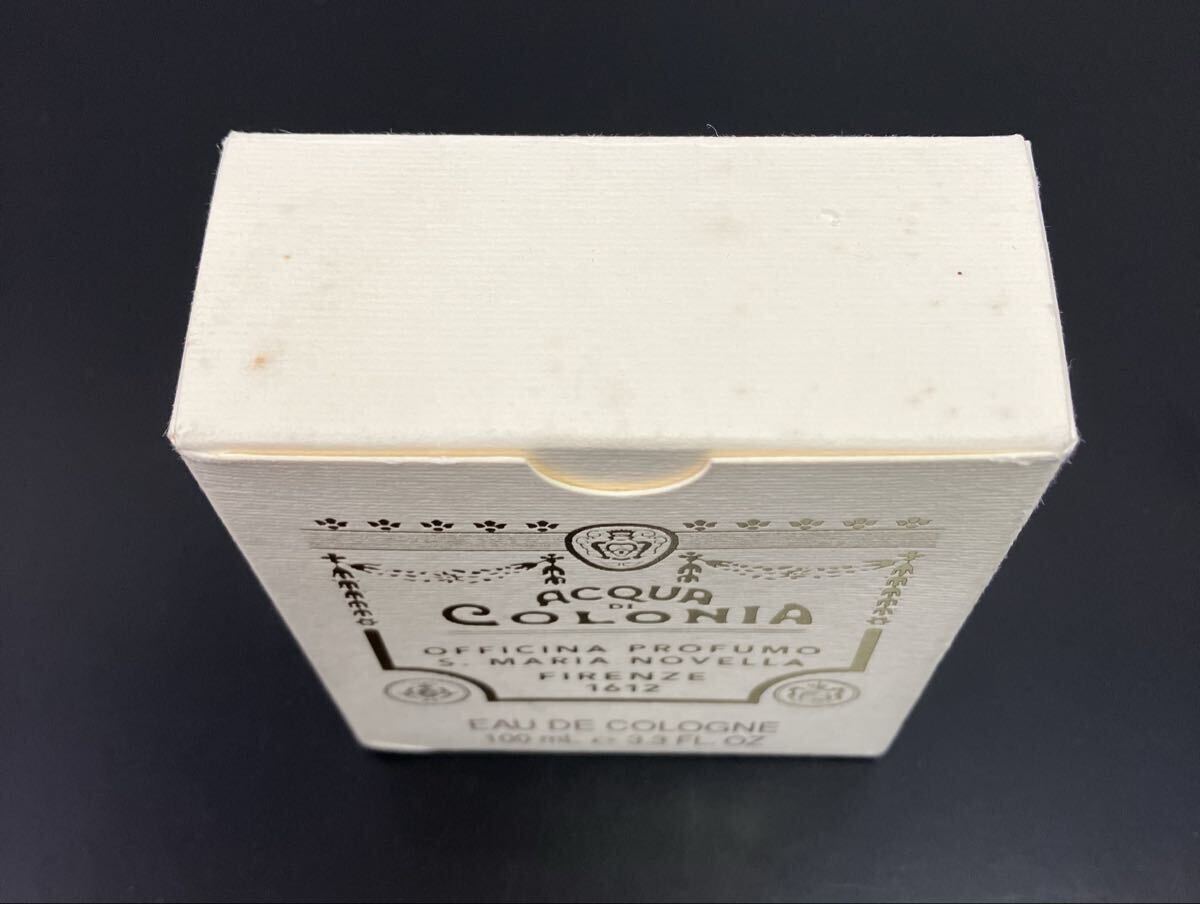 ACQUA
DI
COLONIA
OFFICINA PROFUMO
S. MARIA NOVELLA
FIRENZE
1612
EAU DE COLOGNE
100 mL ℮ 3.3 FL. OZ